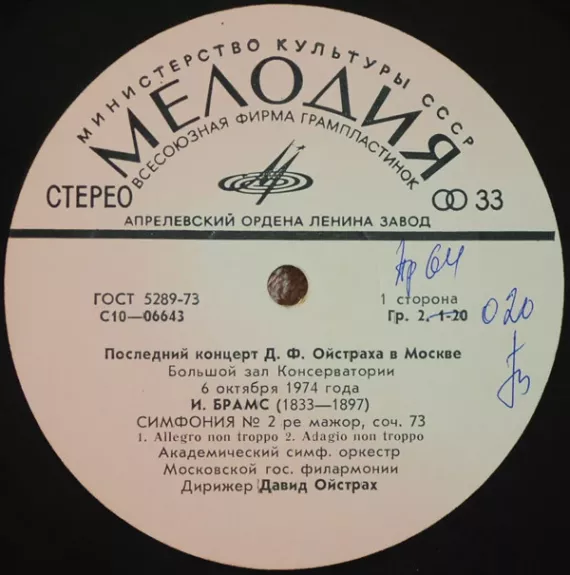 МИНИСТЕРСТВО КУЛЬТУРЫ СССР
МЕЛОДИЯ
ВСЕСОЮЗНАЯ ФИРМА ГРАМПЛАСТИНОК
СТЕРЕО
33
АПРЕЛЕВСКИЙ ОРДЕНА ЛЕНИНА ЗАВОД
ГОСТ 5289-73
1 сторона
С10—06643
Гр. 2. 1-20 020
Последний концерт Д. Ф. Ойстраха в Москве
Большой зал Консерватории
6 октября 1974 года
И. БРАМС (1833—1897)
СИМФОНИЯ № 2 ре мажор, соч. 73
1. Allegro non troppo 2. Adagio non troppo
Академический симф. оркестр
Московской гос. филармонии
Дирижер Давид Ойстрах